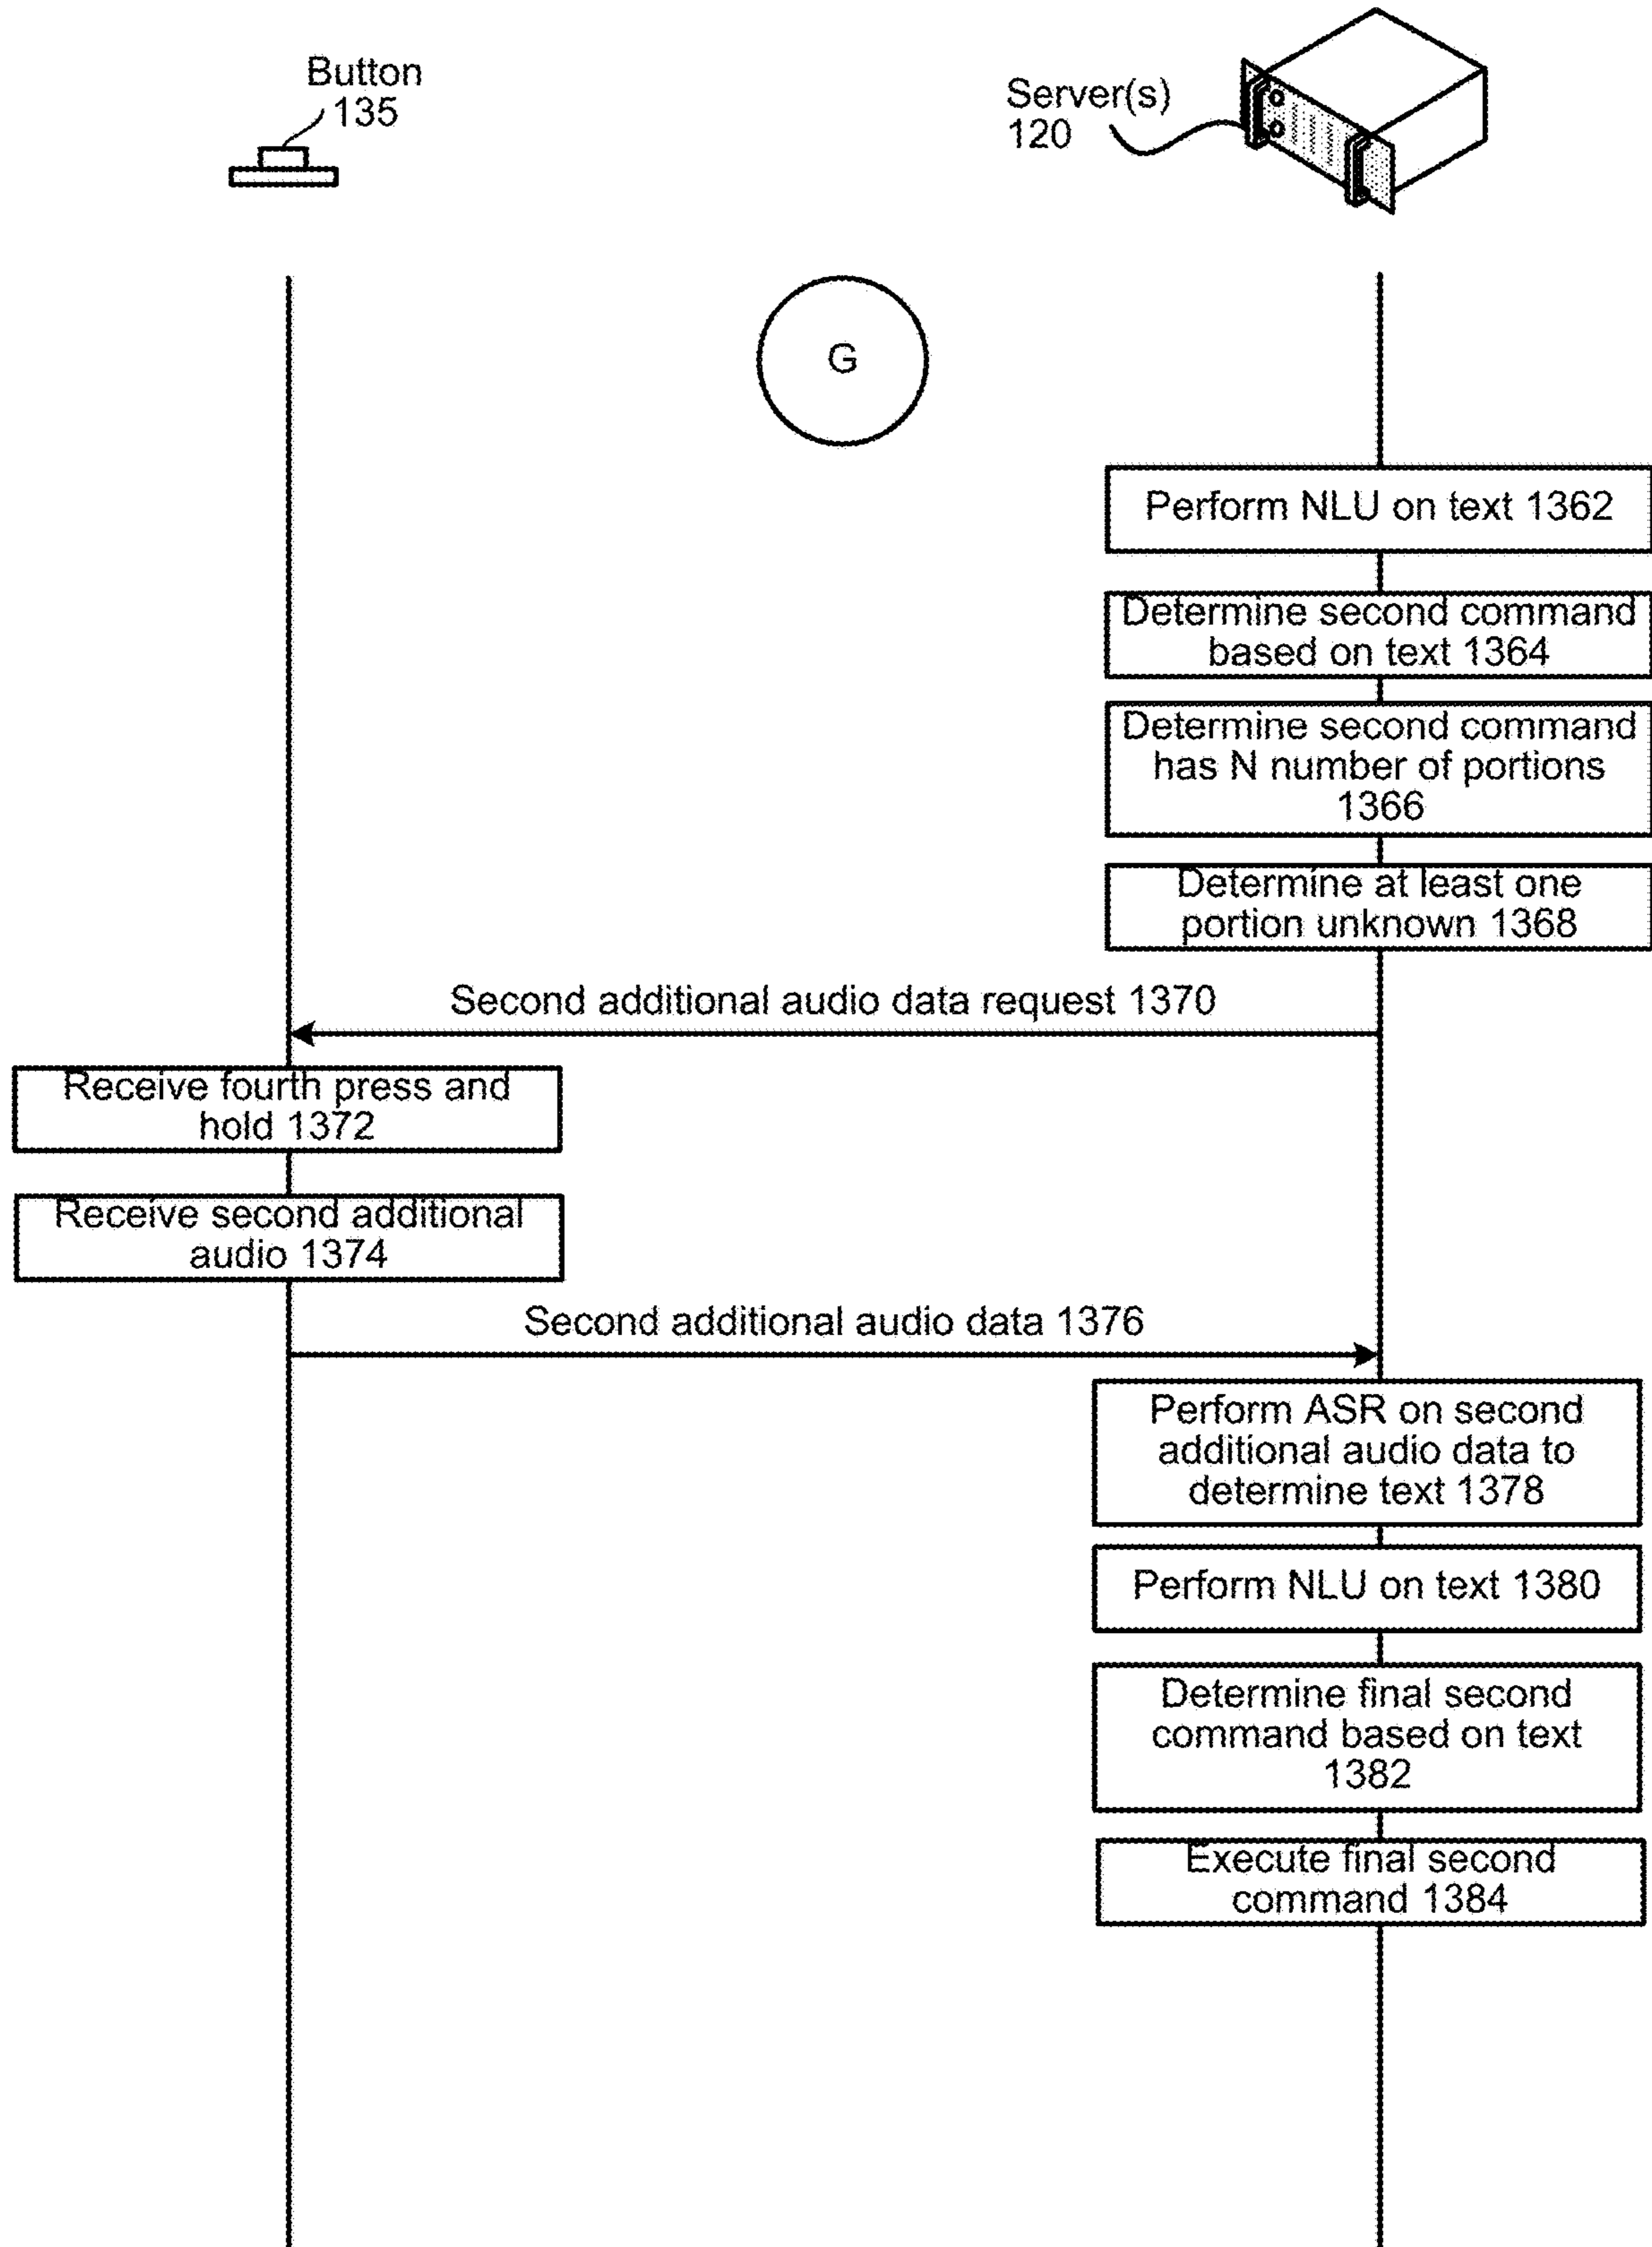 Button
135
Server(s)
120
G
Perform NLU on text 1362
Determine second command
based on text 1364
Determine second command
has N number of portions
1366
Determine at least one
portion unknown 1368
Second additional audio data request 1370
Receive fourth press and
hold 1372
Receive second additional
audio 1374
Second additional audio data 1376
Perform ASR on second
additional audio data to
determine text 1378
Perform NLU on text 1380
Determine final second
command based on text
1382
Execute final second
command 1384